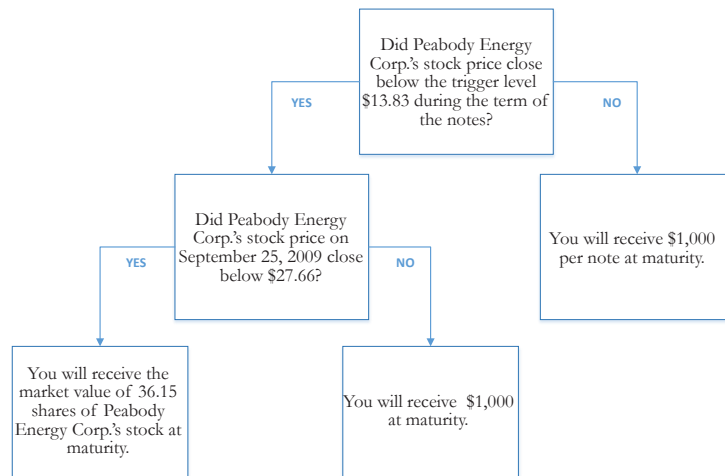 Did Peabody Energy
Corp.'s stock price close
below the trigger level
$13.83 during the term of
the notes?
YES
NO
Did Peabody Energy
Corp.'s stock price on
September 25, 2009 close
below $27.66?
You will receive $1,000
per note at maturity.
YES
NO
You will receive the
market value of 36.15
shares of Peabody
Energy Corp.'s stock at
maturity.
You will receive $1,000
at maturity.